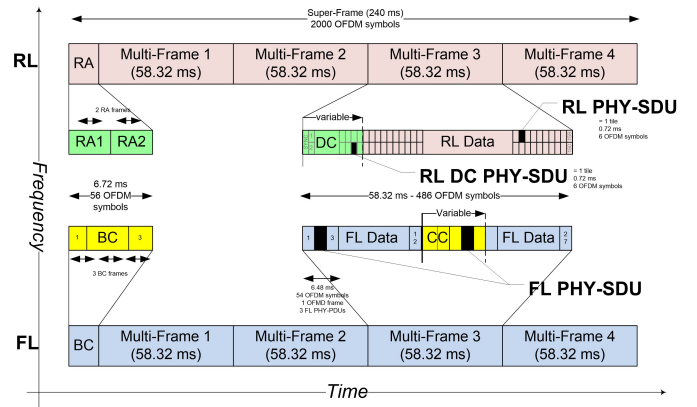 Super-Frame (240 ms)
2000 OFDM symbols
RL
RA
Multi-Frame 1
(58.32 ms)
Multi-Frame 2
(58.32 ms)
Multi-Frame 3
(58.32 ms)
Multi-Frame 4
(58.32 ms)
2 RA frames
RA1
RA2
variable
DC
RL Data
RL PHY-SDU
= 1 tile
0.72 ms
6 OFDM symbols
RL DC PHY-SDU
= 1 tile
0.72 ms
6 OFDM symbols
Frequency
6.72 ms
56 OFDM
symbols
58.32 ms - 486 OFDM symbols
Variable
1
BC
3
3 BC frames
1
3
FL Data
1
2
CC
FL Data
2
7
FL PHY-SDU
6.48 ms
54 OFDM symbols
1 OFMD frame
3 FL PHY-PDUs
FL
BC
Multi-Frame 1
(58.32 ms)
Multi-Frame 2
(58.32 ms)
Multi-Frame 3
(58.32 ms)
Multi-Frame 4
(58.32 ms)
Time